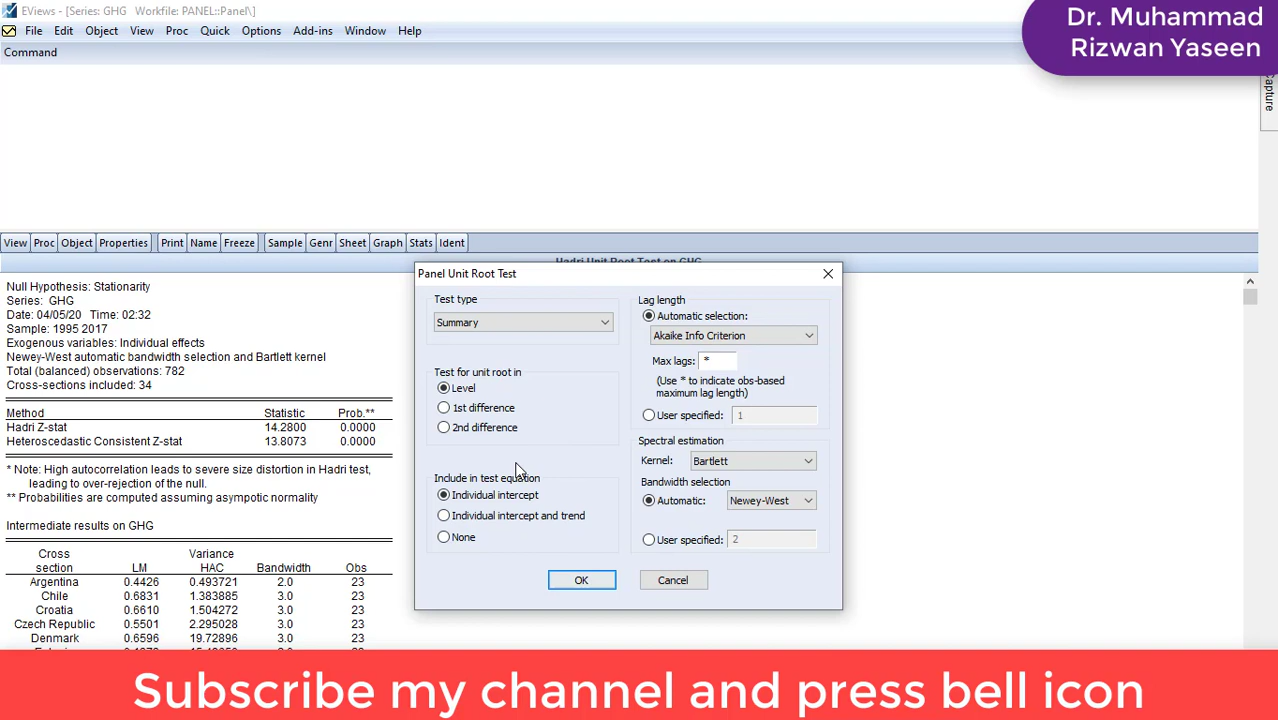 EViews - [Series: GHG   Workfile: PANEL::Panel\]
File Edit Object View Proc Quick Options Add-ins Window Help
Command
Dr. Muhammad
Rizwan Yaseen
Capture
View Proc Object Properties Print Name Freeze Sample Genr Sheet Graph Stats Ident
Hadri Unit Root Test on GHG
Null Hypothesis: Stationarity
Series: GHG
Date: 04/05/20 Time: 02:32
Sample: 1995 2017
Exogenous variables: Individual effects
Newey-West automatic bandwidth selection and Bartlett kernel
Total (balanced) observations: 782
Cross-sections included: 34
Method Statistic Prob.**
Hadri Z-stat 14.2800 0.0000
Heteroscedastic Consistent Z-stat 13.8073 0.0000
* Note: High autocorrelation leads to severe size distortion in Hadri test,
leading to over-rejection of the null.
** Probabilities are computed assuming asympotic normality
Intermediate results on GHG
Cross Variance
section LM HAC Bandwidth Obs
Argentina 0.4426 0.493721 2.0 23
Chile 0.6831 1.383885 3.0 23
Croatia 0.6610 1.504272 3.0 23
Czech Republic 0.5501 2.295028 3.0 23
Denmark 0.6596 19.72896 3.0 23
Panel Unit Root Test
Test type
Summary
Test for unit root in
Level
1st difference
2nd difference
Include in test equation
Individual intercept
Individual intercept and trend
None
Lag length
Automatic selection:
Akaike Info Criterion
Max lags: *
(Use * to indicate obs-based
maximum lag length)
User specified: 1
Spectral estimation
Kernel: Bartlett
Bandwidth selection
Automatic: Newey-West
User specified: 2
OK Cancel
Subscribe my channel and press bell icon